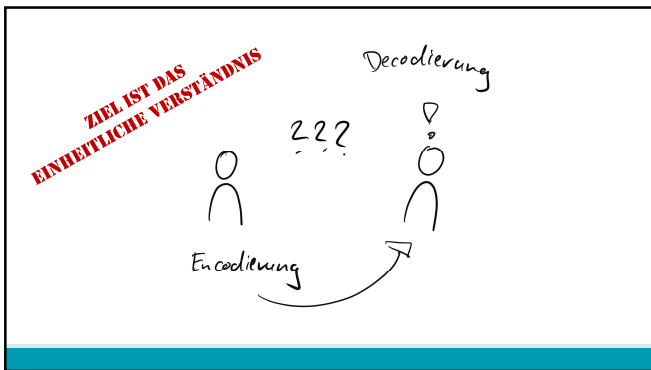 ZIEL IST DAS
EINHEITLICHE VERSTÄNDNIS
Decodierung
???
!
Encodierung